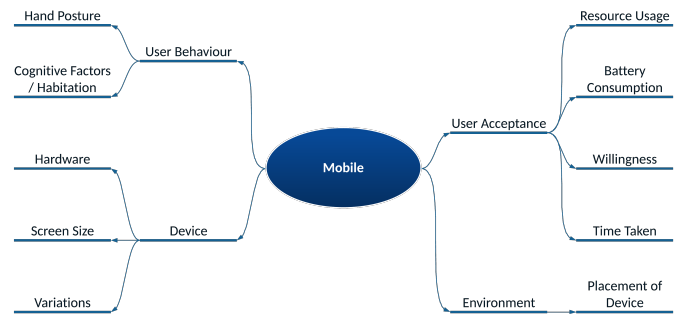 Hand Posture
User Behaviour
Cognitive Factors
/ Habitation
Hardware
Screen Size
Device
Variations
Mobile
Resource Usage
Battery
Consumption
User Acceptance
Willingness
Time Taken
Environment
Placement of
Device